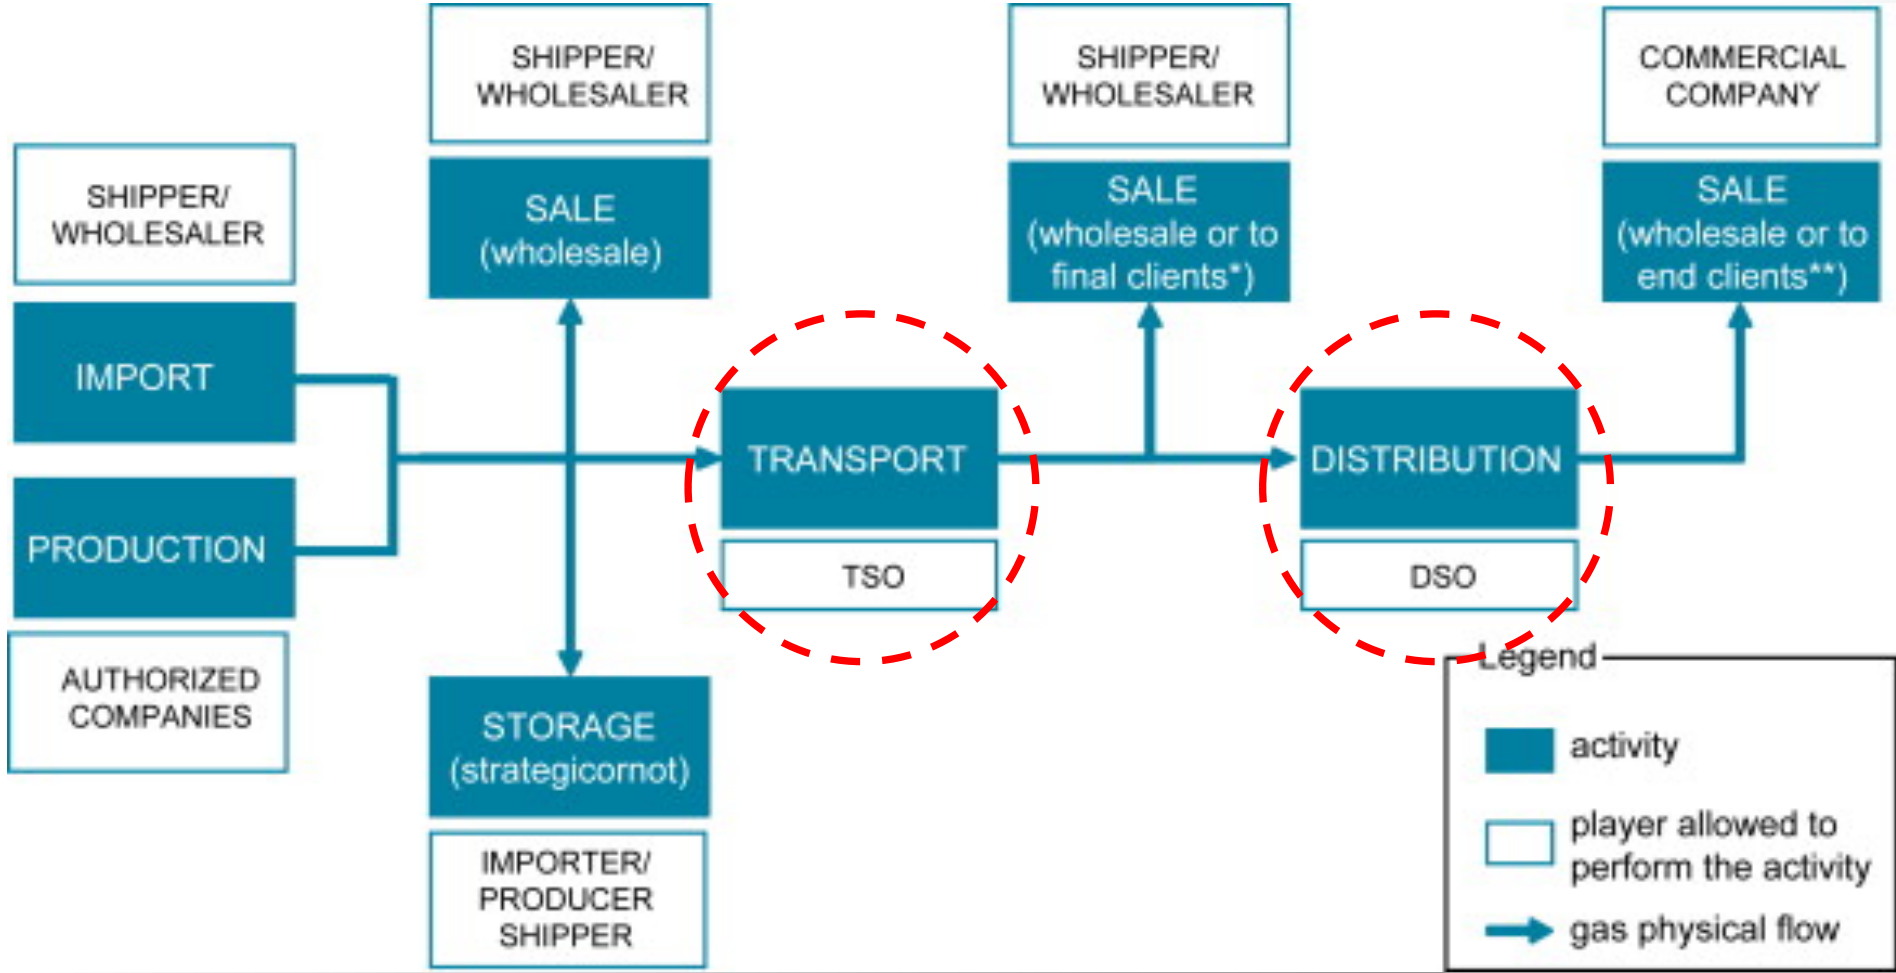 SHIPPER/
WHOLESALER
IMPORT
PRODUCTION
AUTHORIZED
COMPANIES
SHIPPER/
WHOLESALER
SALE
(wholesale)
STORAGE
(strategicornot)
IMPORTER/
PRODUCER
SHIPPER
TRANSPORT
TSO
SHIPPER/
WHOLESALER
SALE
(wholesale or to
final clients*)
DISTRIBUTION
DSO
COMMERCIAL
COMPANY
SALE
(wholesale or to
end clients**)
Legend
activity
player allowed to
perform the activity
gas physical flow